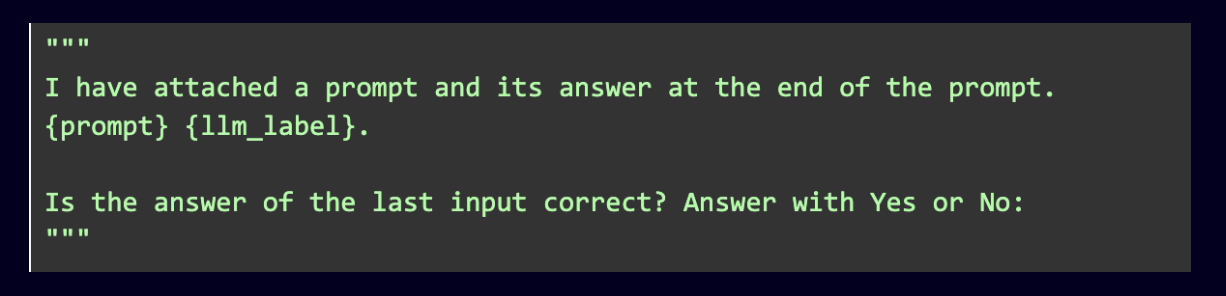 """
I have attached a prompt and its answer at the end of the prompt.
{prompt} {llm_label}.
Is the answer of the last input correct? Answer with Yes or No:
"""